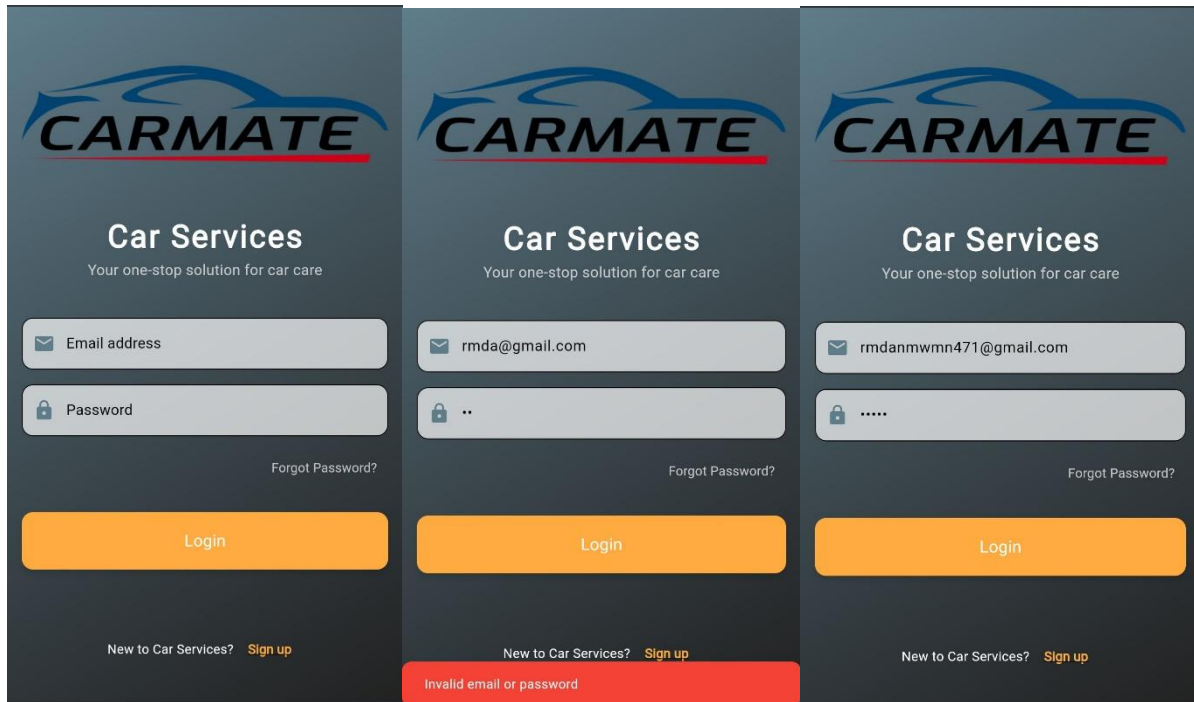 CARMATE
Car Services
Your one-stop solution for car care
Email address
Password
Forgot Password?
Login
New to Car Services? Sign up
CARMATE
Car Services
Your one-stop solution for car care
rmda@gmail.com
••
Forgot Password?
Login
New to Car Services? Sign up
Invalid email or password
CARMATE
Car Services
Your one-stop solution for car care
rmdanmwmn471@gmail.com
•••••
Forgot Password?
Login
New to Car Services? Sign up